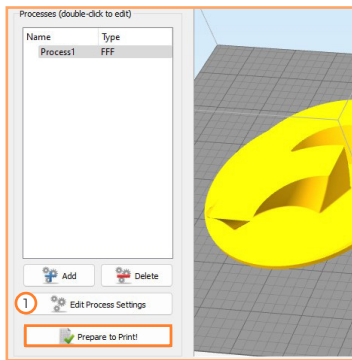 Processes (double-click to edit)
Name Type
Process1 FFF
Add Delete
1 Edit Process Settings
Prepare to Print!